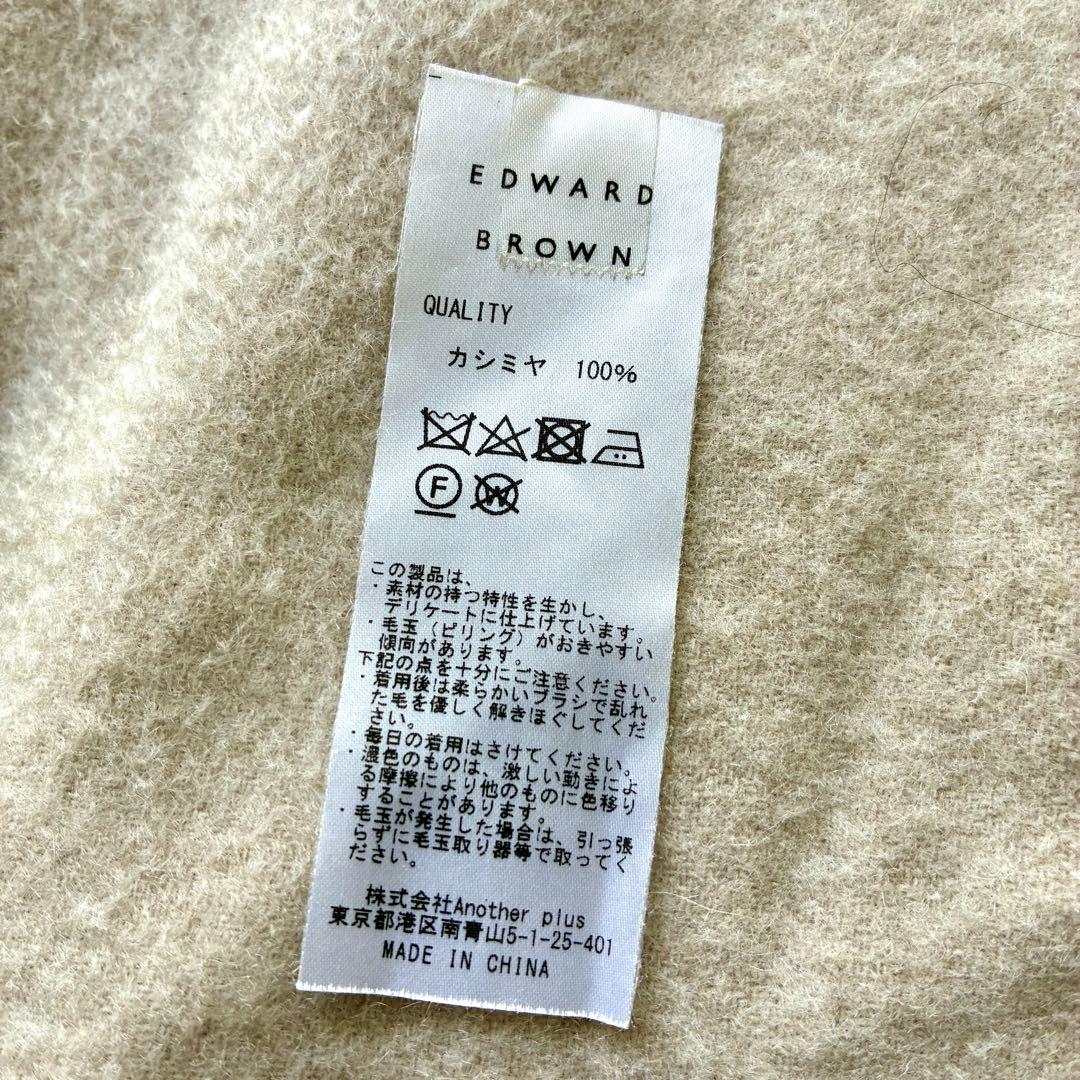 EDWARD
BROWN
QUALITY
カシミヤ 100%
F
W
この製品は、
・素材の持つ特性を生かし、
デリケートに仕上げています。
・毛玉（ピリング）がおきやすい
傾向があります。
下記の点を十分にご注意ください。
・着用後は柔らかいブラシで乱れ
た毛を優しく解きほぐしてくだ
さい。
・毎日の着用はさけてください。
・濃色のものは、激しい動きによ
る摩擦により他のものに色移り
することがあります。
・毛玉が発生した場合は、引っ張
らずに毛玉取り器等で取ってく
ださい。
株式会社Another plus
東京都港区南青山5-1-25-401
MADE IN CHINA